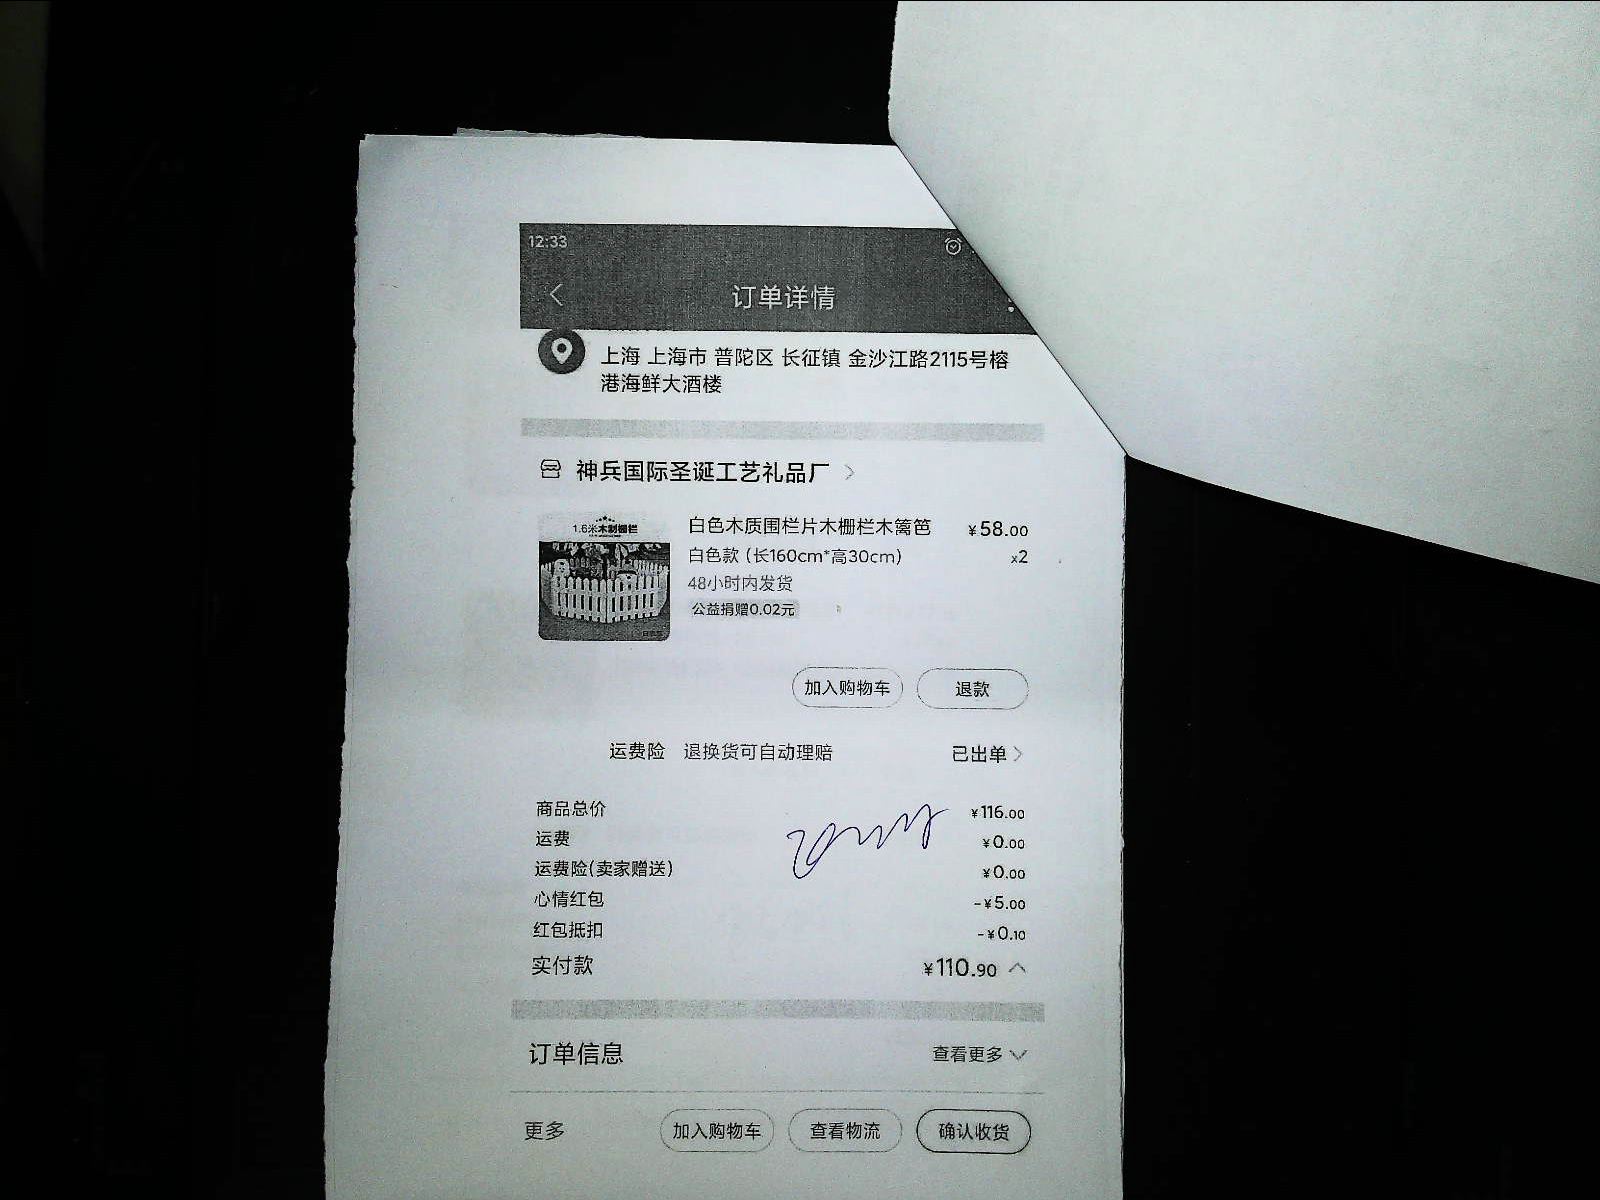 12:33
订单详情
上海 上海市 普陀区 长征镇 金沙江路2115号榕
港海鲜大酒楼
神兵国际圣诞工艺礼品厂
1.6米木制栅栏
白色木质围栏片木栅栏木篱笆 ¥58.00
白色款 (长160cm*高30cm) x2
48小时内发货
公益捐赠0.02元
加入购物车 退款
运费险 退换货可自动理赔 已出单
商品总价 ¥116.00
运费 ¥0.00
运费险(卖家赠送) ¥0.00
心情红包 -¥5.00
红包抵扣 -¥0.10
实付款 ¥110.90
订单信息 查看更多
更多 加入购物车 查看物流 确认收货